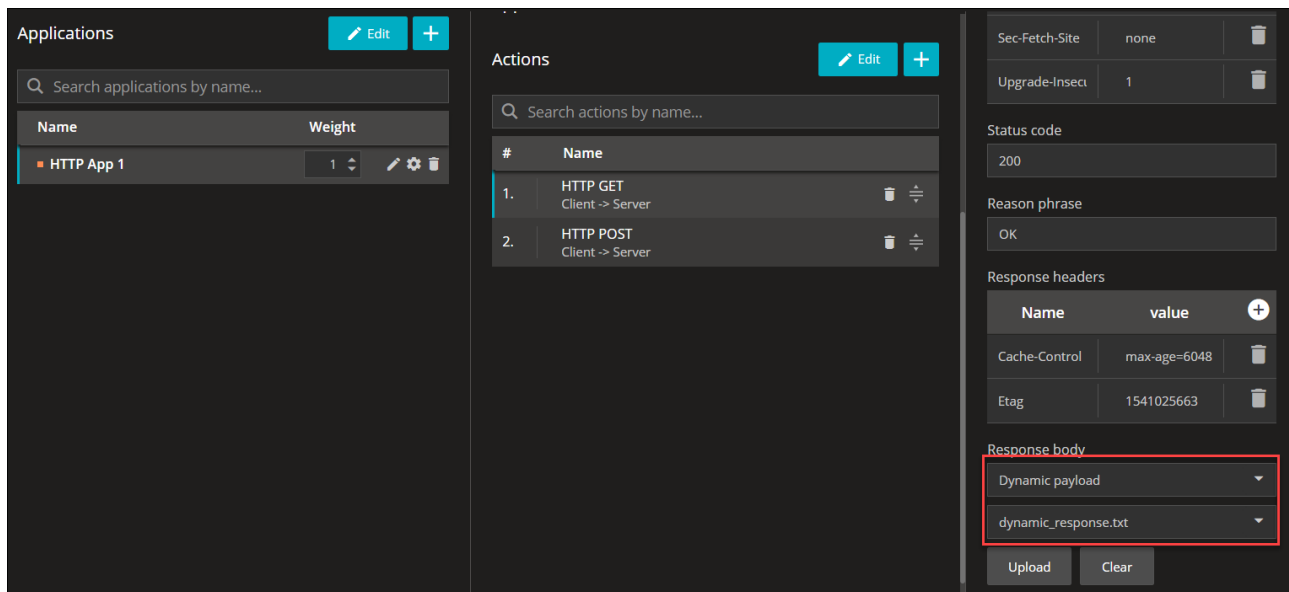 Applications
Edit
Search applications by name...
Name Weight
HTTP App 1 1
Actions
Edit
Search actions by name...
# Name
1. HTTP GET
Client -> Server
2. HTTP POST
Client -> Server
Sec-Fetch-Site none
Upgrade-Insecu 1
Status code
200
Reason phrase
OK
Response headers
Name value
Cache-Control max-age=6048
Etag 1541025663
Response body
Dynamic payload
dynamic_response.txt
Upload Clear